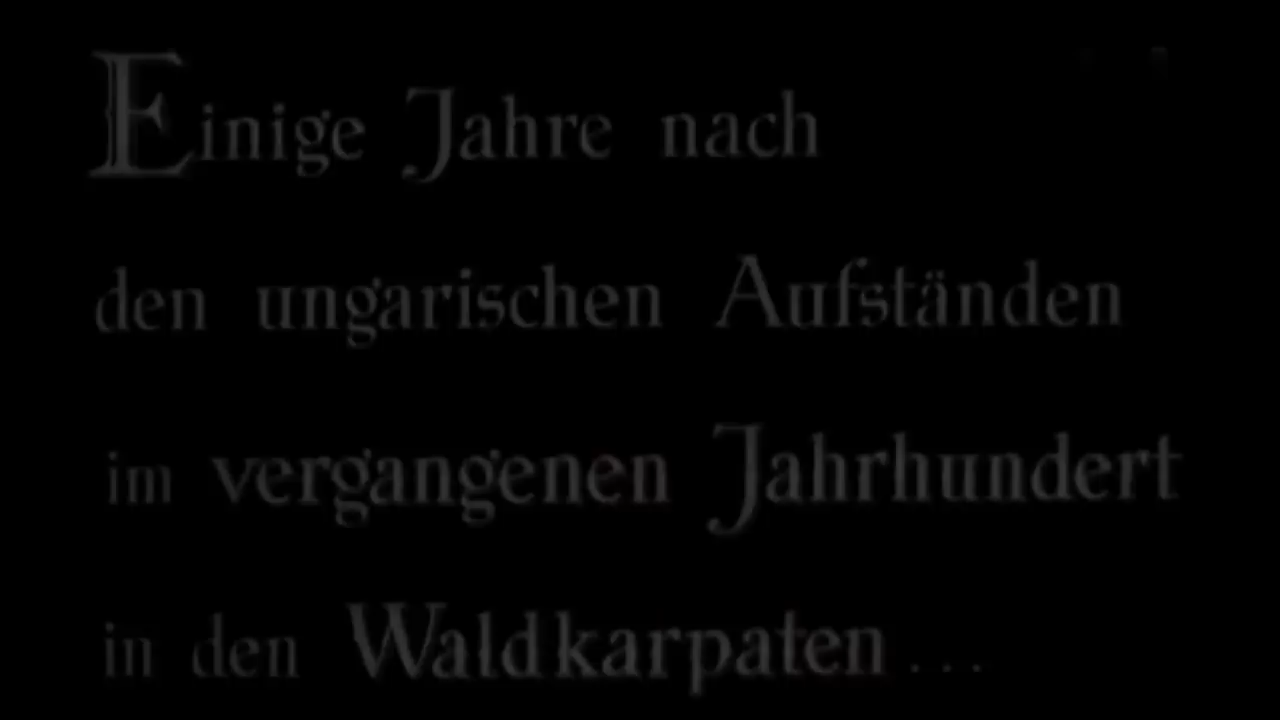 Einige Jahre nach
den ungarischen Aufständen
im vergangenen Jahrhundert
in den Waldkarpaten...